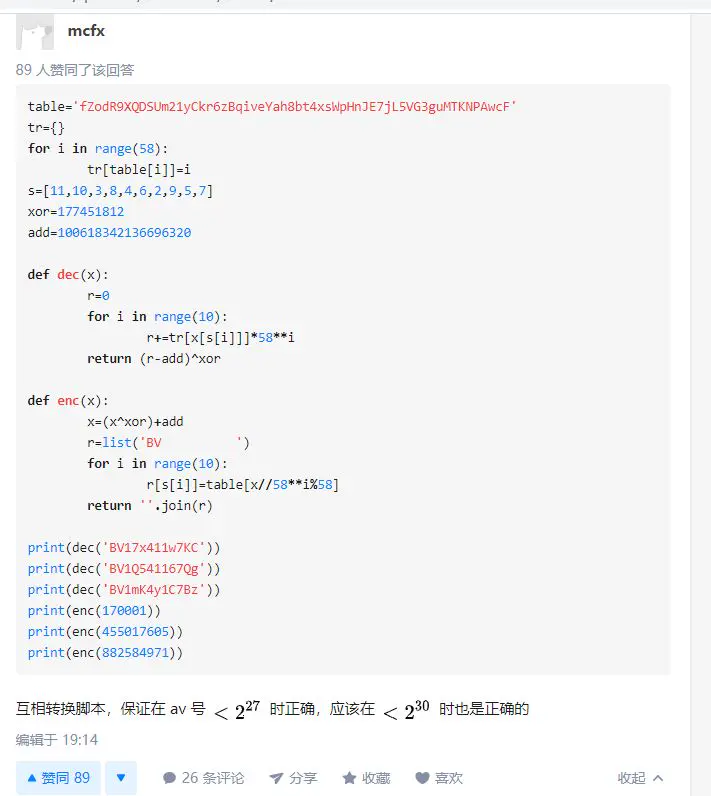 mcfx
89 人赞同了该回答
table='fZodR9XQDSUm21yCkr6zBqiveYah8bt4xsWpHnJE7jL5VG3guMTKNPAwcF'
tr={}
for i in range(58):
        tr[table[i]]=i
s=[11,10,3,8,4,6,2,9,5,7]
xor=177451812
add=100618342136696320

def dec(x):
        r=0
        for i in range(10):
                r+=tr[x[s[i]]]*58**i
        return (r-add)^xor

def enc(x):
        x=(x^xor)+add
        r=list('BV          ')
        for i in range(10):
                r[s[i]]=table[x//58**i%58]
        return ''.join(r)

print(dec('BV17x411w7KC'))
print(dec('BV1Q541167Qg'))
print(dec('BV1mK4y1C7Bz'))
print(enc(170001))
print(enc(455017605))
print(enc(882584971))
互相转换脚本，保证在 av 号 < 2^27 时正确，应该在 < 2^30 时也是正确的
编辑于 19:14
赞同 89 26 条评论 分享 收藏 喜欢 收起